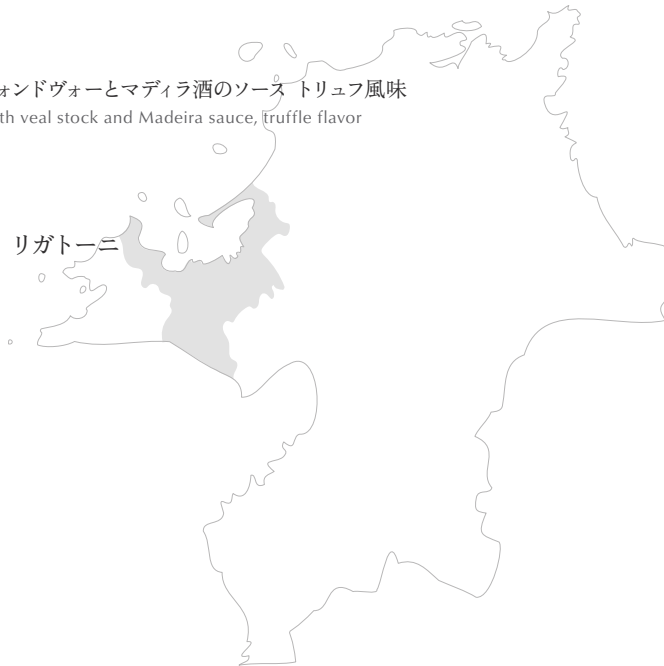 ォンドヴォーとマディラ酒のソース トリュフ風味
th veal stock and Madeira sauce, truffle flavor
リガトーニ